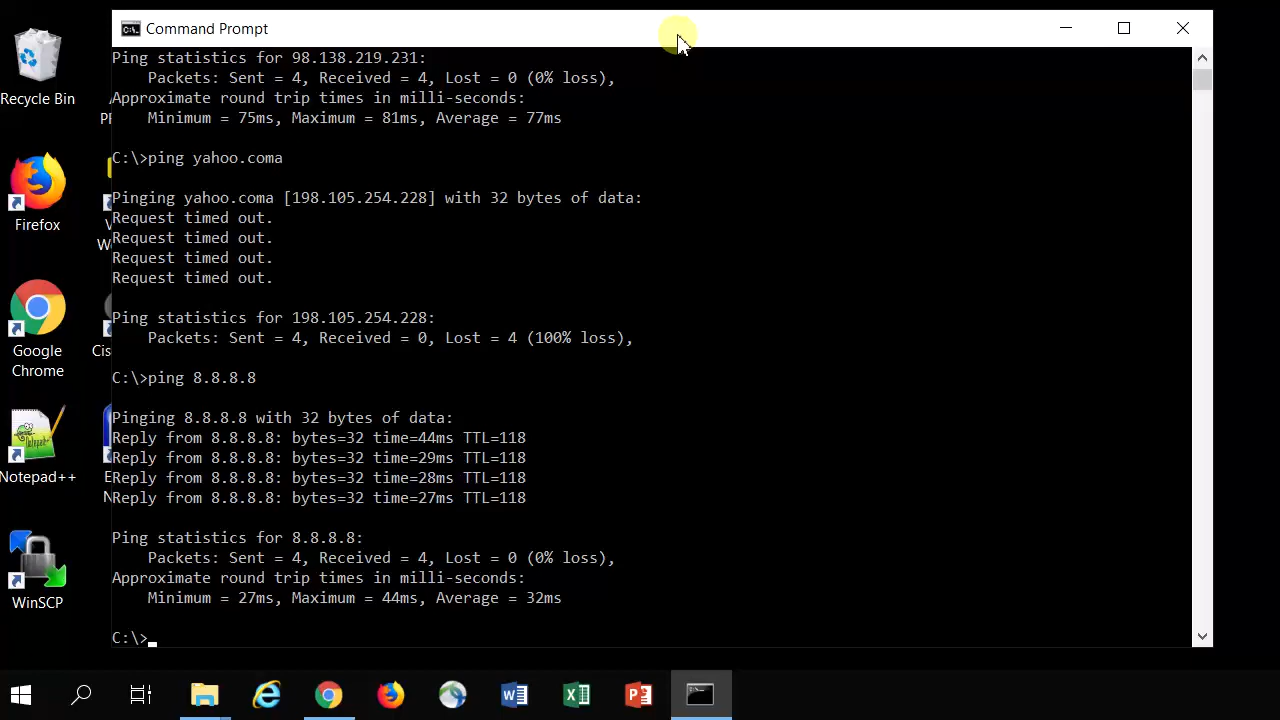 Command Prompt
Recycle Bin
Firefox
Google
Chrome
Notepad++
WinSCP
Ping statistics for 98.138.219.231:
Packets: Sent = 4, Received = 4, Lost = 0 (0% loss),
Approximate round trip times in milli-seconds:
Minimum = 75ms, Maximum = 81ms, Average = 77ms
C:\>ping yahoo.coma
Pinging yahoo.coma [198.105.254.228] with 32 bytes of data:
Request timed out.
Request timed out.
Request timed out.
Request timed out.
Ping statistics for 198.105.254.228:
Packets: Sent = 4, Received = 0, Lost = 4 (100% loss),
C:\>ping 8.8.8.8
Pinging 8.8.8.8 with 32 bytes of data:
Reply from 8.8.8.8: bytes=32 time=44ms TTL=118
Reply from 8.8.8.8: bytes=32 time=29ms TTL=118
Reply from 8.8.8.8: bytes=32 time=28ms TTL=118
Reply from 8.8.8.8: bytes=32 time=27ms TTL=118
Ping statistics for 8.8.8.8:
Packets: Sent = 4, Received = 4, Lost = 0 (0% loss),
Approximate round trip times in milli-seconds:
Minimum = 27ms, Maximum = 44ms, Average = 32ms
C:\>